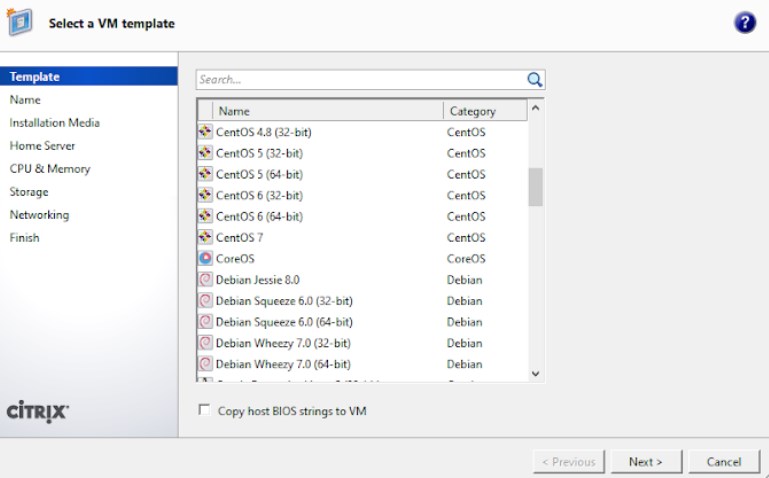 Select a VM template
?
Template
Name
Installation Media
Home Server
CPU & Memory
Storage
Networking
Finish
CİTRIX
Search...
Name Category
CentOS 4.8 (32-bit) CentOS
CentOS 5 (32-bit) CentOS
CentOS 5 (64-bit) CentOS
CentOS 6 (32-bit) CentOS
CentOS 6 (64-bit) CentOS
CentOS 7 CentOS
CoreOS CoreOS
Debian Jessie 8.0 Debian
Debian Squeeze 6.0 (32-bit) Debian
Debian Squeeze 6.0 (64-bit) Debian
Debian Wheezy 7.0 (32-bit) Debian
Debian Wheezy 7.0 (64-bit) Debian
Copy host BIOS strings to VM
< Previous Next > Cancel